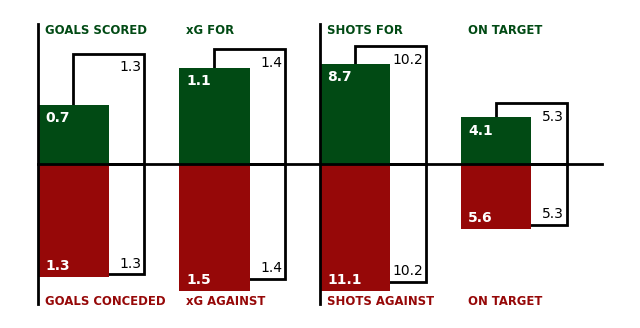 GOALS SCORED xG FOR SHOTS FOR ON TARGET
1.3 1.4 10.2 5.3
0.7 1.1 8.7 4.1
1.3 1.4 10.2 5.3
1.3 1.5 11.1 5.6
GOALS CONCEDED xG AGAINST SHOTS AGAINST ON TARGET